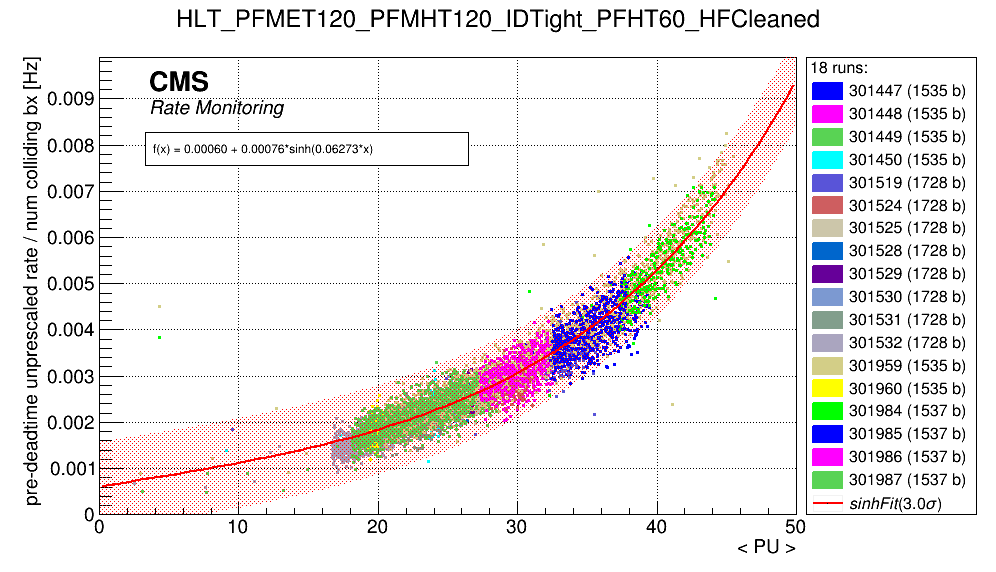 HLT_PFMET120_PFMHT120_IDTight_PFHT60_HFCleaned
pre-deadtime unprescaled rate / num colliding bx [Hz]
CMS
Rate Monitoring
f(x) = 0.00060 + 0.00076*sinh(0.06273*x)
0.009
0.008
0.007
0.006
0.005
0.004
0.003
0.002
0.001
0
0 10 20 30 40 50
< PU >
18 runs:
301447 (1535 b)
301448 (1535 b)
301449 (1535 b)
301450 (1535 b)
301519 (1728 b)
301524 (1728 b)
301525 (1728 b)
301528 (1728 b)
301529 (1728 b)
301530 (1728 b)
301531 (1728 b)
301532 (1728 b)
301959 (1535 b)
301960 (1535 b)
301984 (1537 b)
301985 (1537 b)
301986 (1537 b)
301987 (1537 b)
sinhFit(3.0σ)